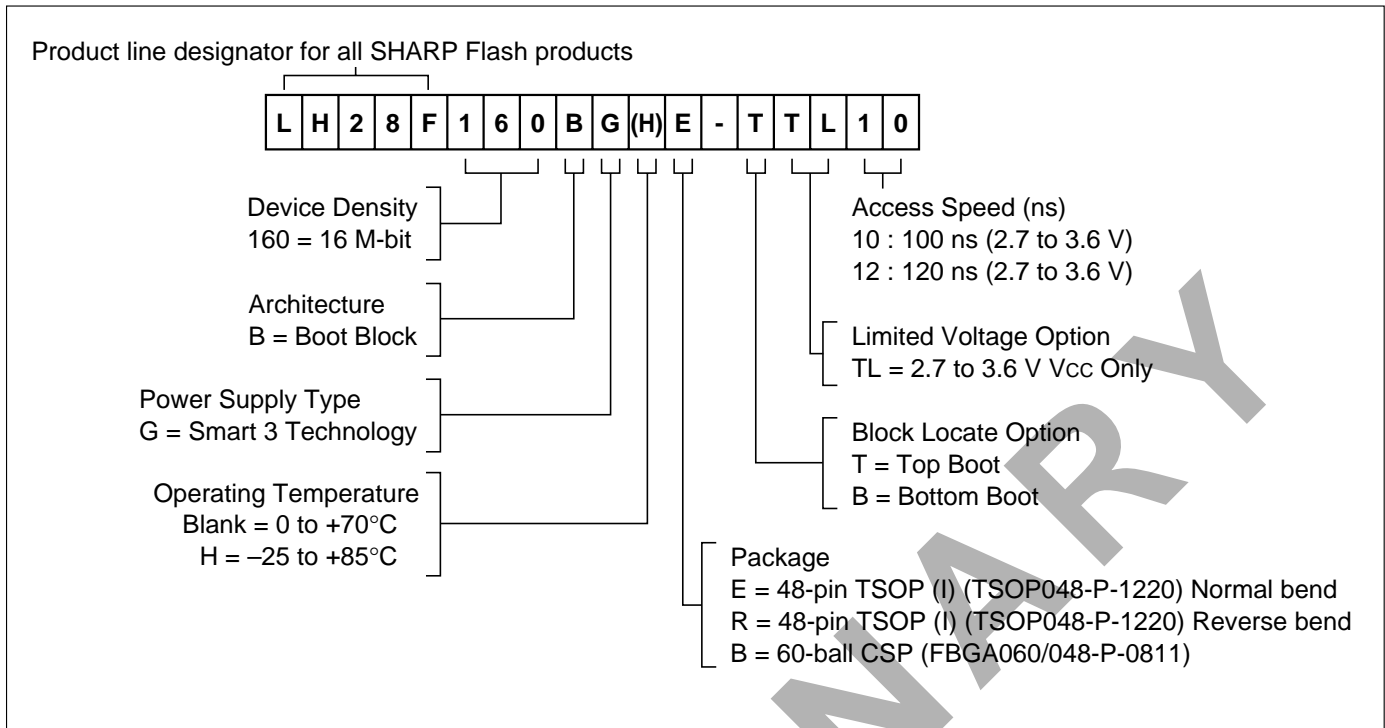 Product line designator for all SHARP Flash products
L H 2 8 F 1 6 0 B G (H) E - T T L 1 0
Device Density
160 = 16 M-bit
Architecture
B = Boot Block
Power Supply Type
G = Smart 3 Technology
Operating Temperature
Blank = 0 to +70°C
H = –25 to +85°C
Access Speed (ns)
10 : 100 ns (2.7 to 3.6 V)
12 : 120 ns (2.7 to 3.6 V)
Limited Voltage Option
TL = 2.7 to 3.6 V VCC Only
Block Locate Option
T = Top Boot
B = Bottom Boot
Package
E = 48-pin TSOP (I) (TSOP048-P-1220) Normal bend
R = 48-pin TSOP (I) (TSOP048-P-1220) Reverse bend
B = 60-ball CSP (FBGA060/048-P-0811)
NARY